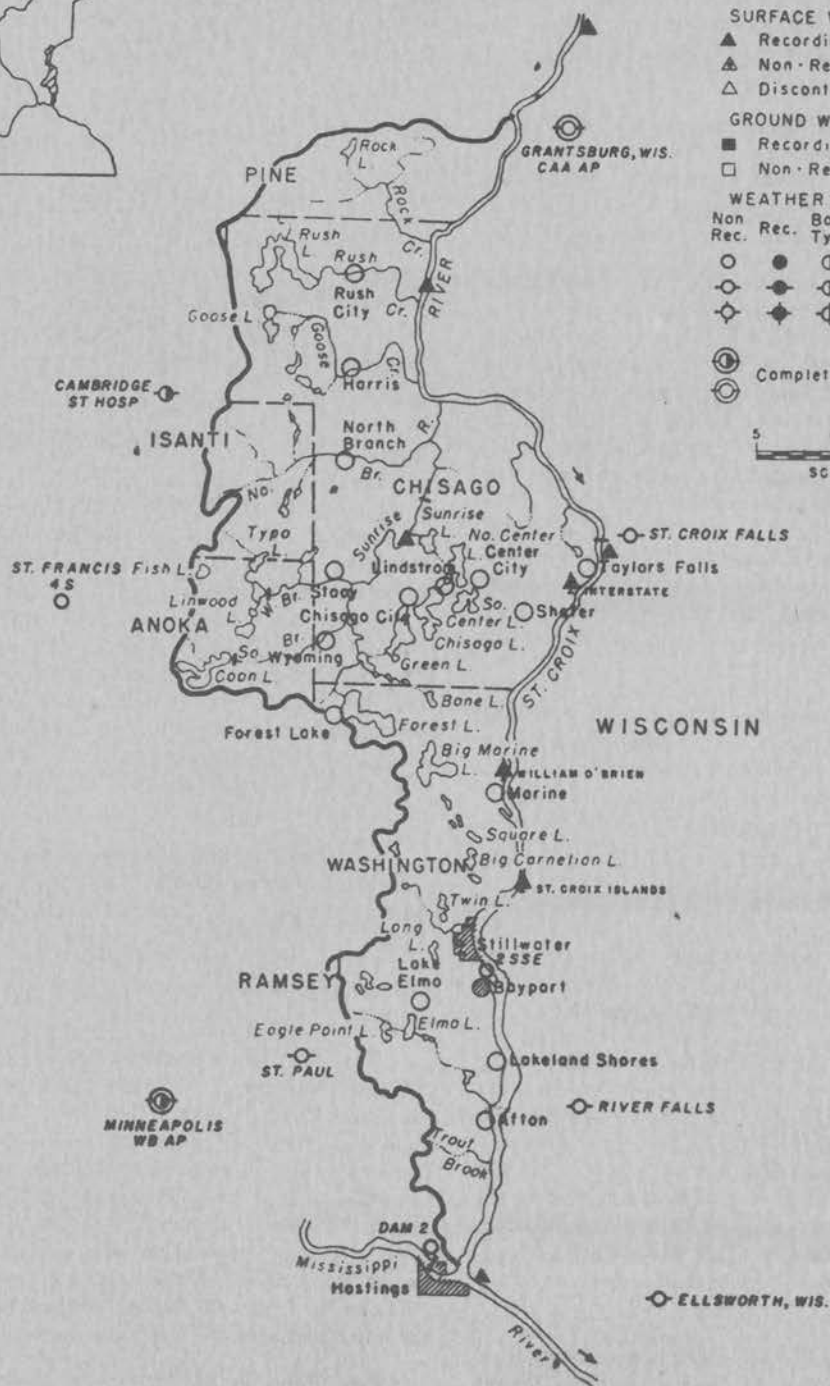 SURFACE
Recordi
Non-Re
Discont
GROUND W
Recordi
Non-Re
WEATHER
Non
Rec.
Rec.
Complet
5
SC
GRANTSBURG, WIS.
CAA AP
PINE
Rock
L.
Rock
Cr.
Rush
L.
Rush
Cr.
Rush
City
RIVER
Goose L.
Goose
Cr.
Harris
CAMBRIDGE
ST HOSP
ISANTI
North
Branch
No.
Br.
R.
CHISAGO
Sunrise
Sunrise
L.
No. Center
L.
Center
City
ST. CROIX FALLS
Typo
L.
Taylors Falls
INTERSTATE
ST. FRANCIS
4 S
Fish L.
Lindstrom
Linwood
L.
Br.
Stacy
Chisago City
So.
Center L.
Shafer
ANOKA
Chisago L.
Br.
So.
Wyoming
Green L.
Coon L.
ST. CROIX
Bone L.
Forest Lake
Forest L.
WISCONSIN
Big Marine
L.
WILLIAM O'BRIEN
Marine
Square L.
WASHINGTON
Big Carnelian L.
ST. CROIX ISLANDS
Twin L.
Long
L.
Stillwater
2SSE
Lake
Elmo
RAMSEY
Bayport
Eagle Point L.
Elmo L.
ST. PAUL
Lakeland Shores
MINNEAPOLIS
WB AP
RIVER FALLS
Afton
Trout
Brook
DAM 2
Mississippi
Hastings
ELLSWORTH, WIS.
River